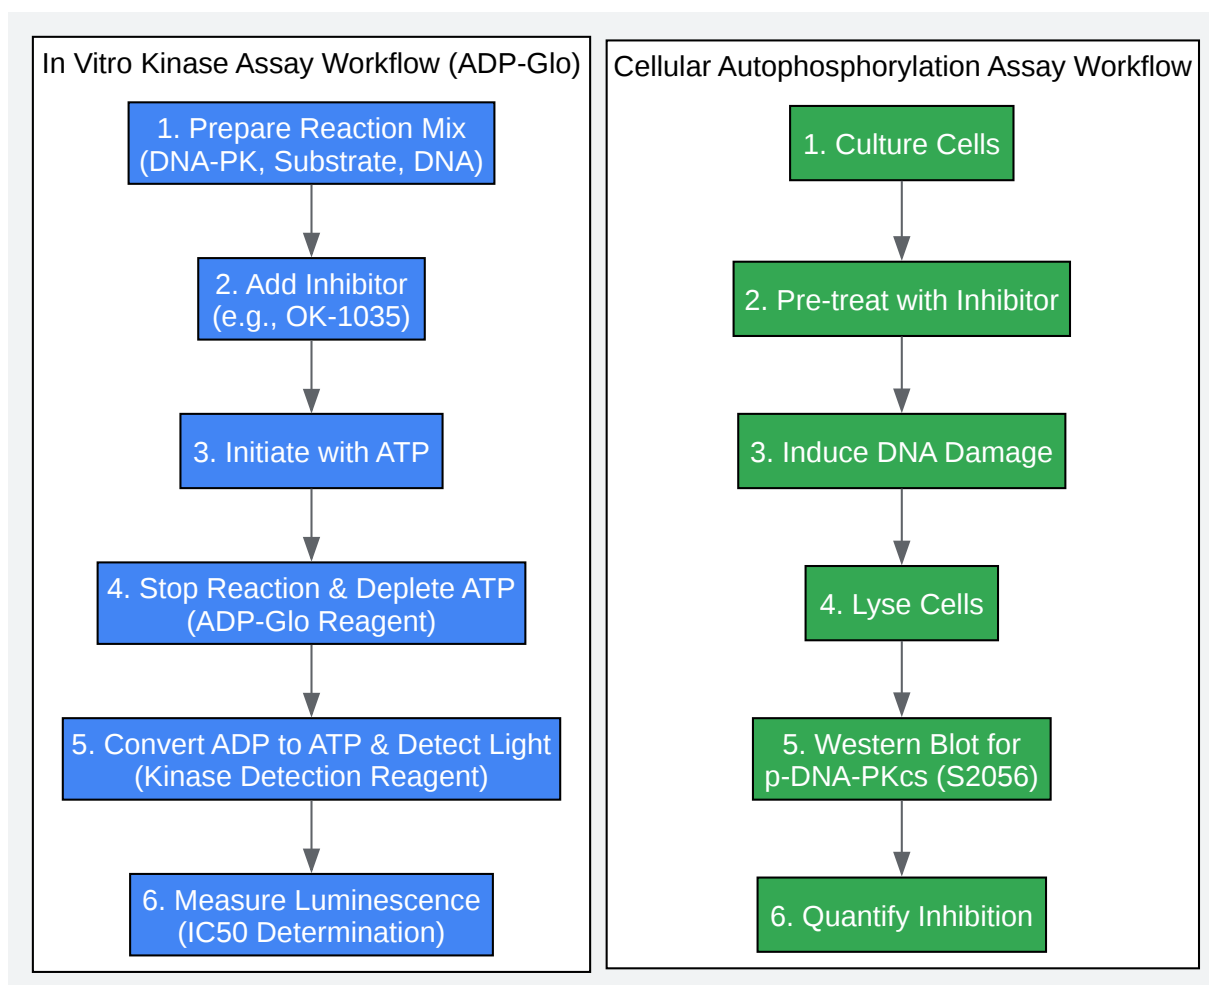 In Vitro Kinase Assay Workflow (ADP-Glo)
1. Prepare Reaction Mix
(DNA-PK, Substrate, DNA)
2. Add Inhibitor
(e.g., OK-1035)
3. Initiate with ATP
4. Stop Reaction & Deplete ATP
(ADP-Glo Reagent)
5. Convert ADP to ATP & Detect Light
(Kinase Detection Reagent)
6. Measure Luminescence
(IC50 Determination)
Cellular Autophosphorylation Assay Workflow
1. Culture Cells
2. Pre-treat with Inhibitor
3. Induce DNA Damage
4. Lyse Cells
5. Western Blot for
p-DNA-PKcs (S2056)
6. Quantify Inhibition